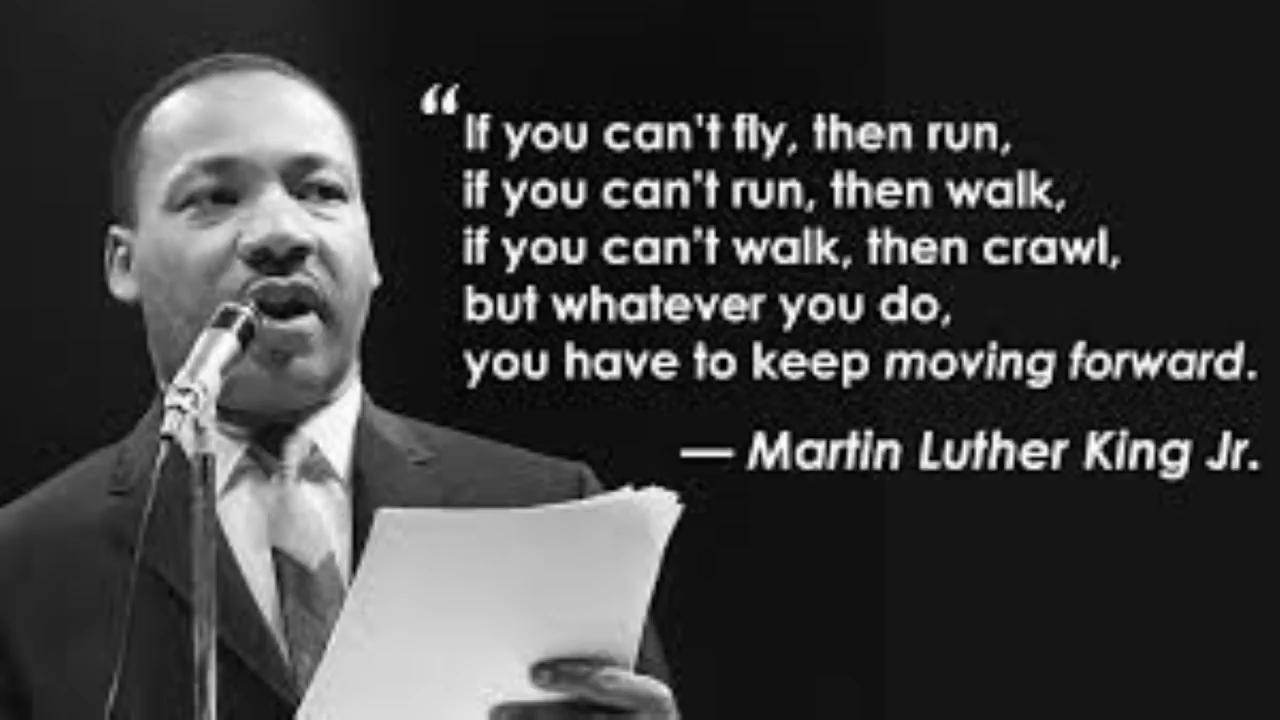 “If you can't fly, then run,
if you can't run, then walk,
if you can't walk, then crawl,
but whatever you do,
you have to keep moving forward.
— Martin Luther King Jr.